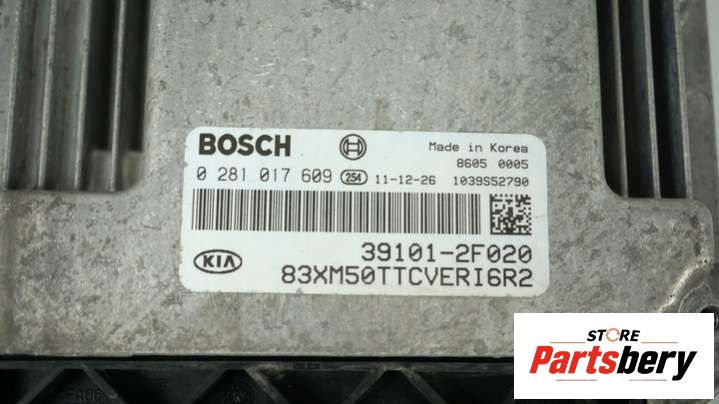 BOSCH
Made in Korea
8605 0005
0 281 017 609 254 11-12-26 1039S52790
KIA
39101-2F020
83XM50TTCVERI6R2
STORE
Partsbery